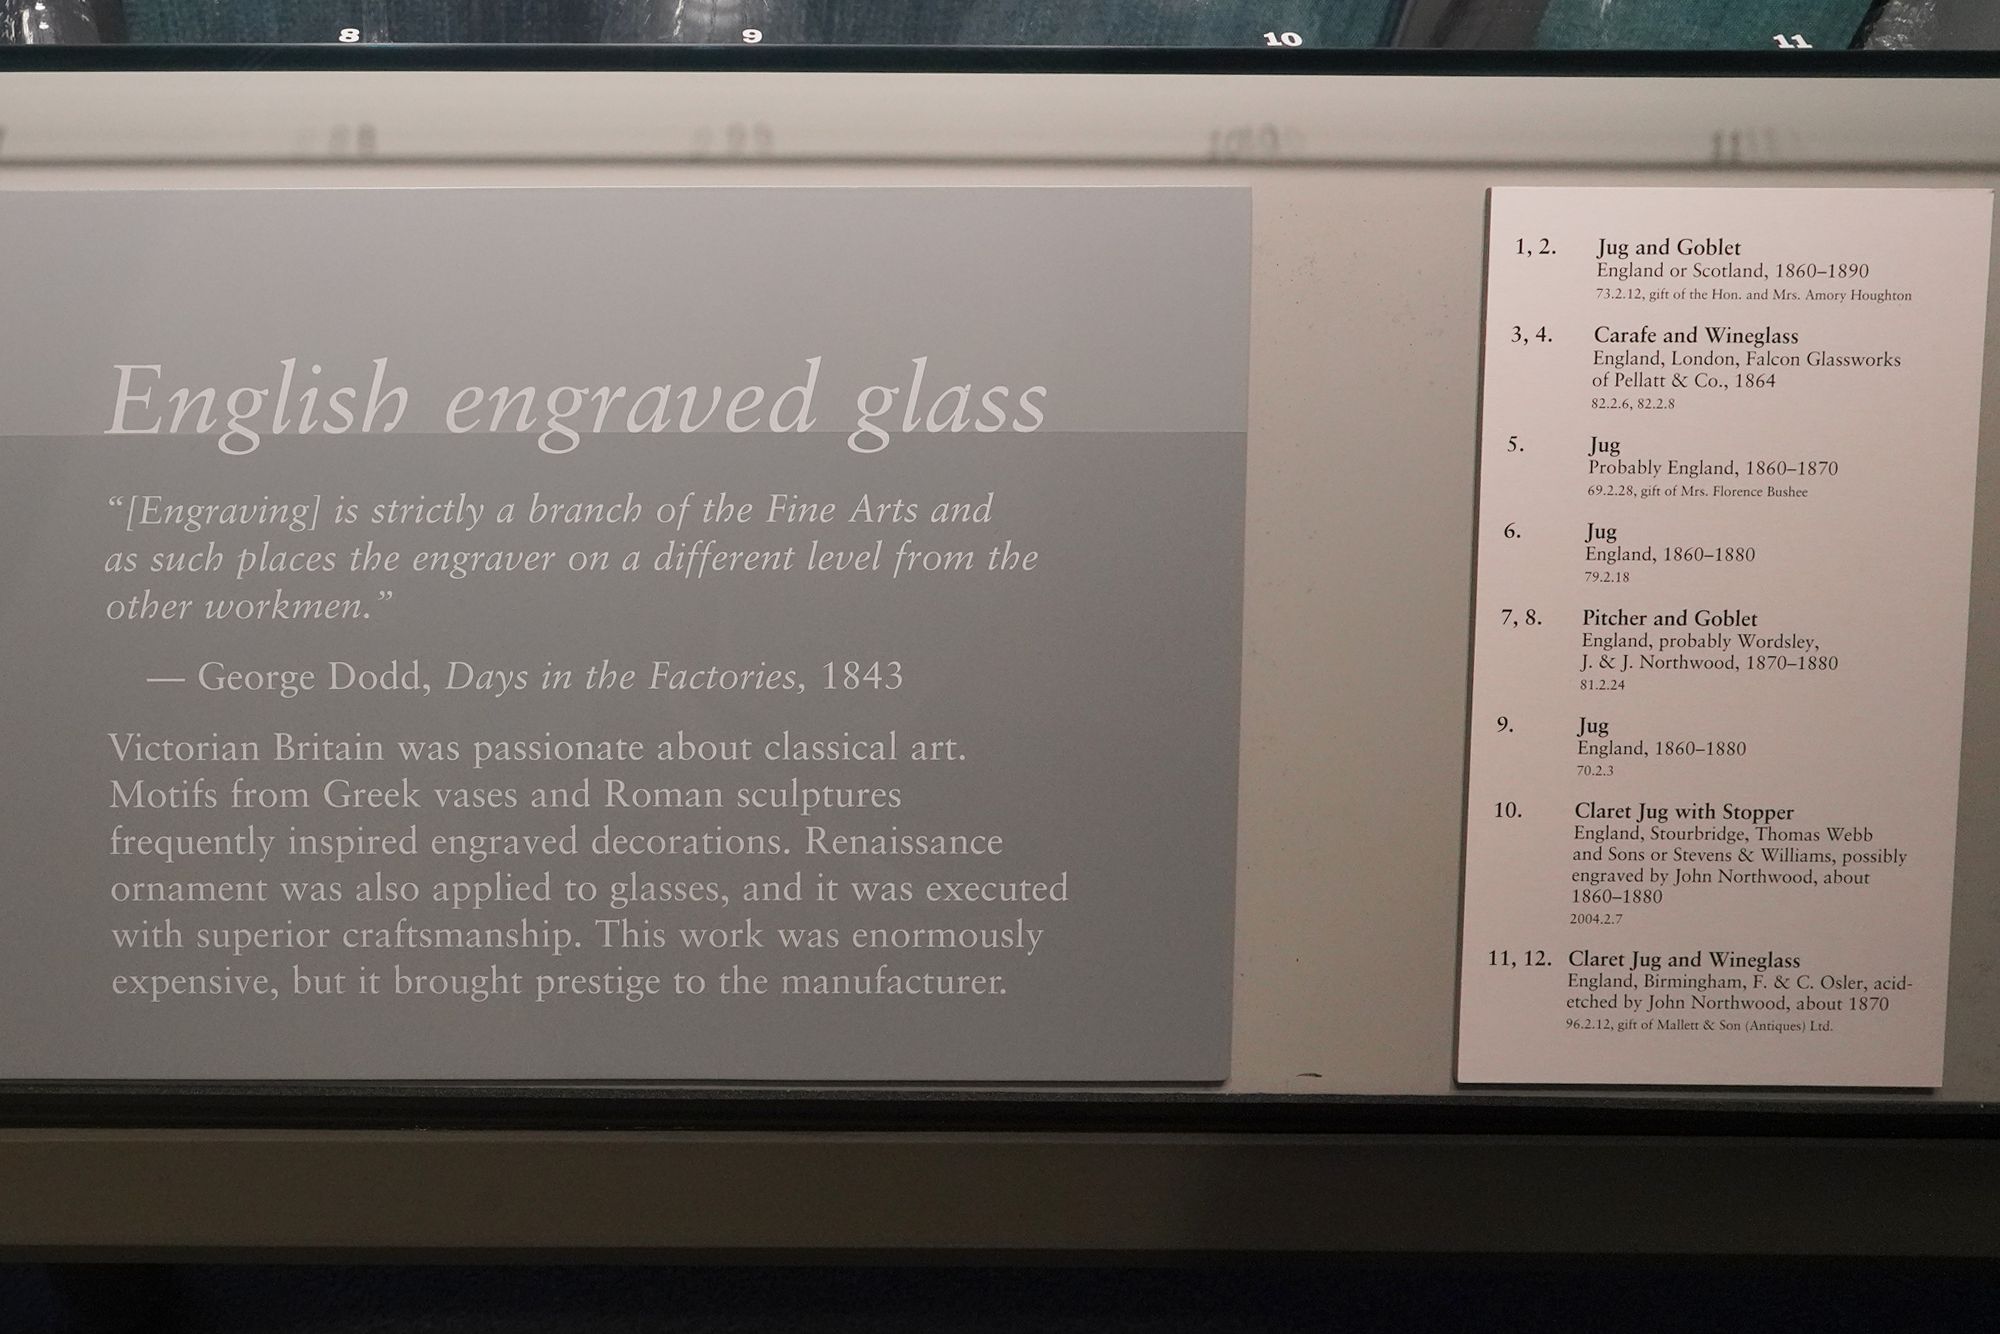 8 9 10 11
English engraved glass
“[Engraving] is strictly a branch of the Fine Arts and
as such places the engraver on a different level from the
other workmen.”
— George Dodd, Days in the Factories, 1843
Victorian Britain was passionate about classical art.
Motifs from Greek vases and Roman sculptures
frequently inspired engraved decorations. Renaissance
ornament was also applied to glasses, and it was executed
with superior craftsmanship. This work was enormously
expensive, but it brought prestige to the manufacturer.
1, 2. Jug and Goblet
England or Scotland, 1860–1890
73.2.12, gift of the Hon. and Mrs. Amory Houghton
3, 4. Carafe and Wineglass
England, London, Falcon Glassworks
of Pellatt & Co., 1864
82.2.6, 82.2.8
5. Jug
Probably England, 1860–1870
69.2.28, gift of Mrs. Florence Bushee
6. Jug
England, 1860–1880
79.2.18
7, 8. Pitcher and Goblet
England, probably Wordsley,
J. & J. Northwood, 1870–1880
81.2.24
9. Jug
England, 1860–1880
70.2.3
10. Claret Jug with Stopper
England, Stourbridge, Thomas Webb
and Sons or Stevens & Williams, possibly
engraved by John Northwood, about
1860–1880
2004.2.7
11, 12. Claret Jug and Wineglass
England, Birmingham, F. & C. Osler, acid-
etched by John Northwood, about 1870
96.2.12, gift of Mallett & Son (Antiques) Ltd.